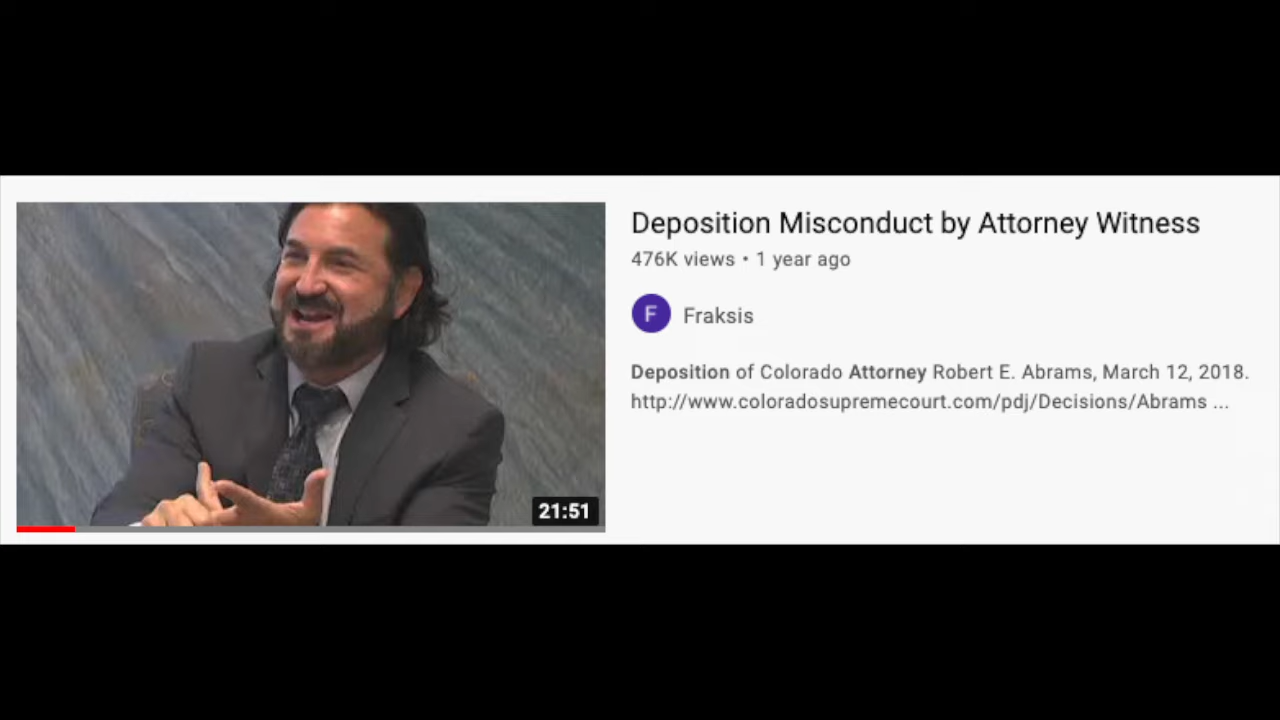 Deposition Misconduct by Attorney Witness
476K views • 1 year ago
F Fraksis
Deposition of Colorado Attorney Robert E. Abrams, March 12, 2018.
http://www.coloradosupremecourt.com/pdj/Decisions/Abrams ...
21:51